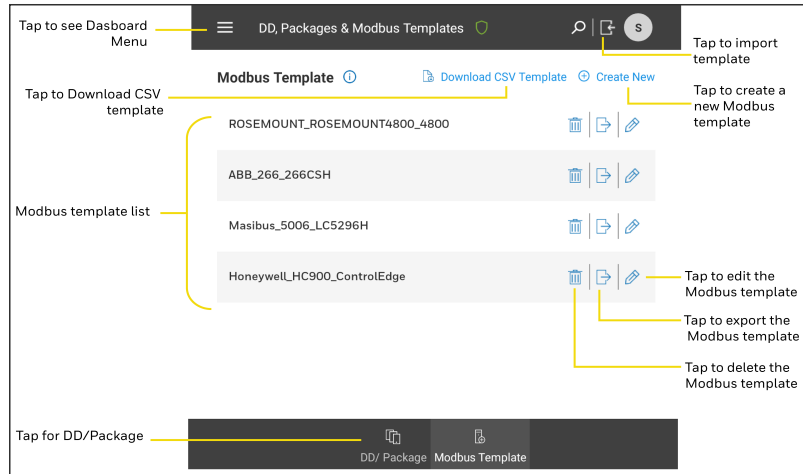 Tap to see Dasboard
Menu
DD, Packages & Modbus Templates
S
Tap to import
template
Modbus Template
Download CSV Template
Create New
Tap to Download CSV
template
Tap to create a
new Modbus
template
ROSEMOUNT_ROSEMOUNT4800_4800
ABB_266_266CSH
Modbus template list
Masibus_5006_LC5296H
Honeywell_HC900_ControlEdge
Tap to edit the
Modbus template
Tap to export the
Modbus template
Tap to delete the
Modbus template
Tap for DD/Package
DD/ Package
Modbus Template